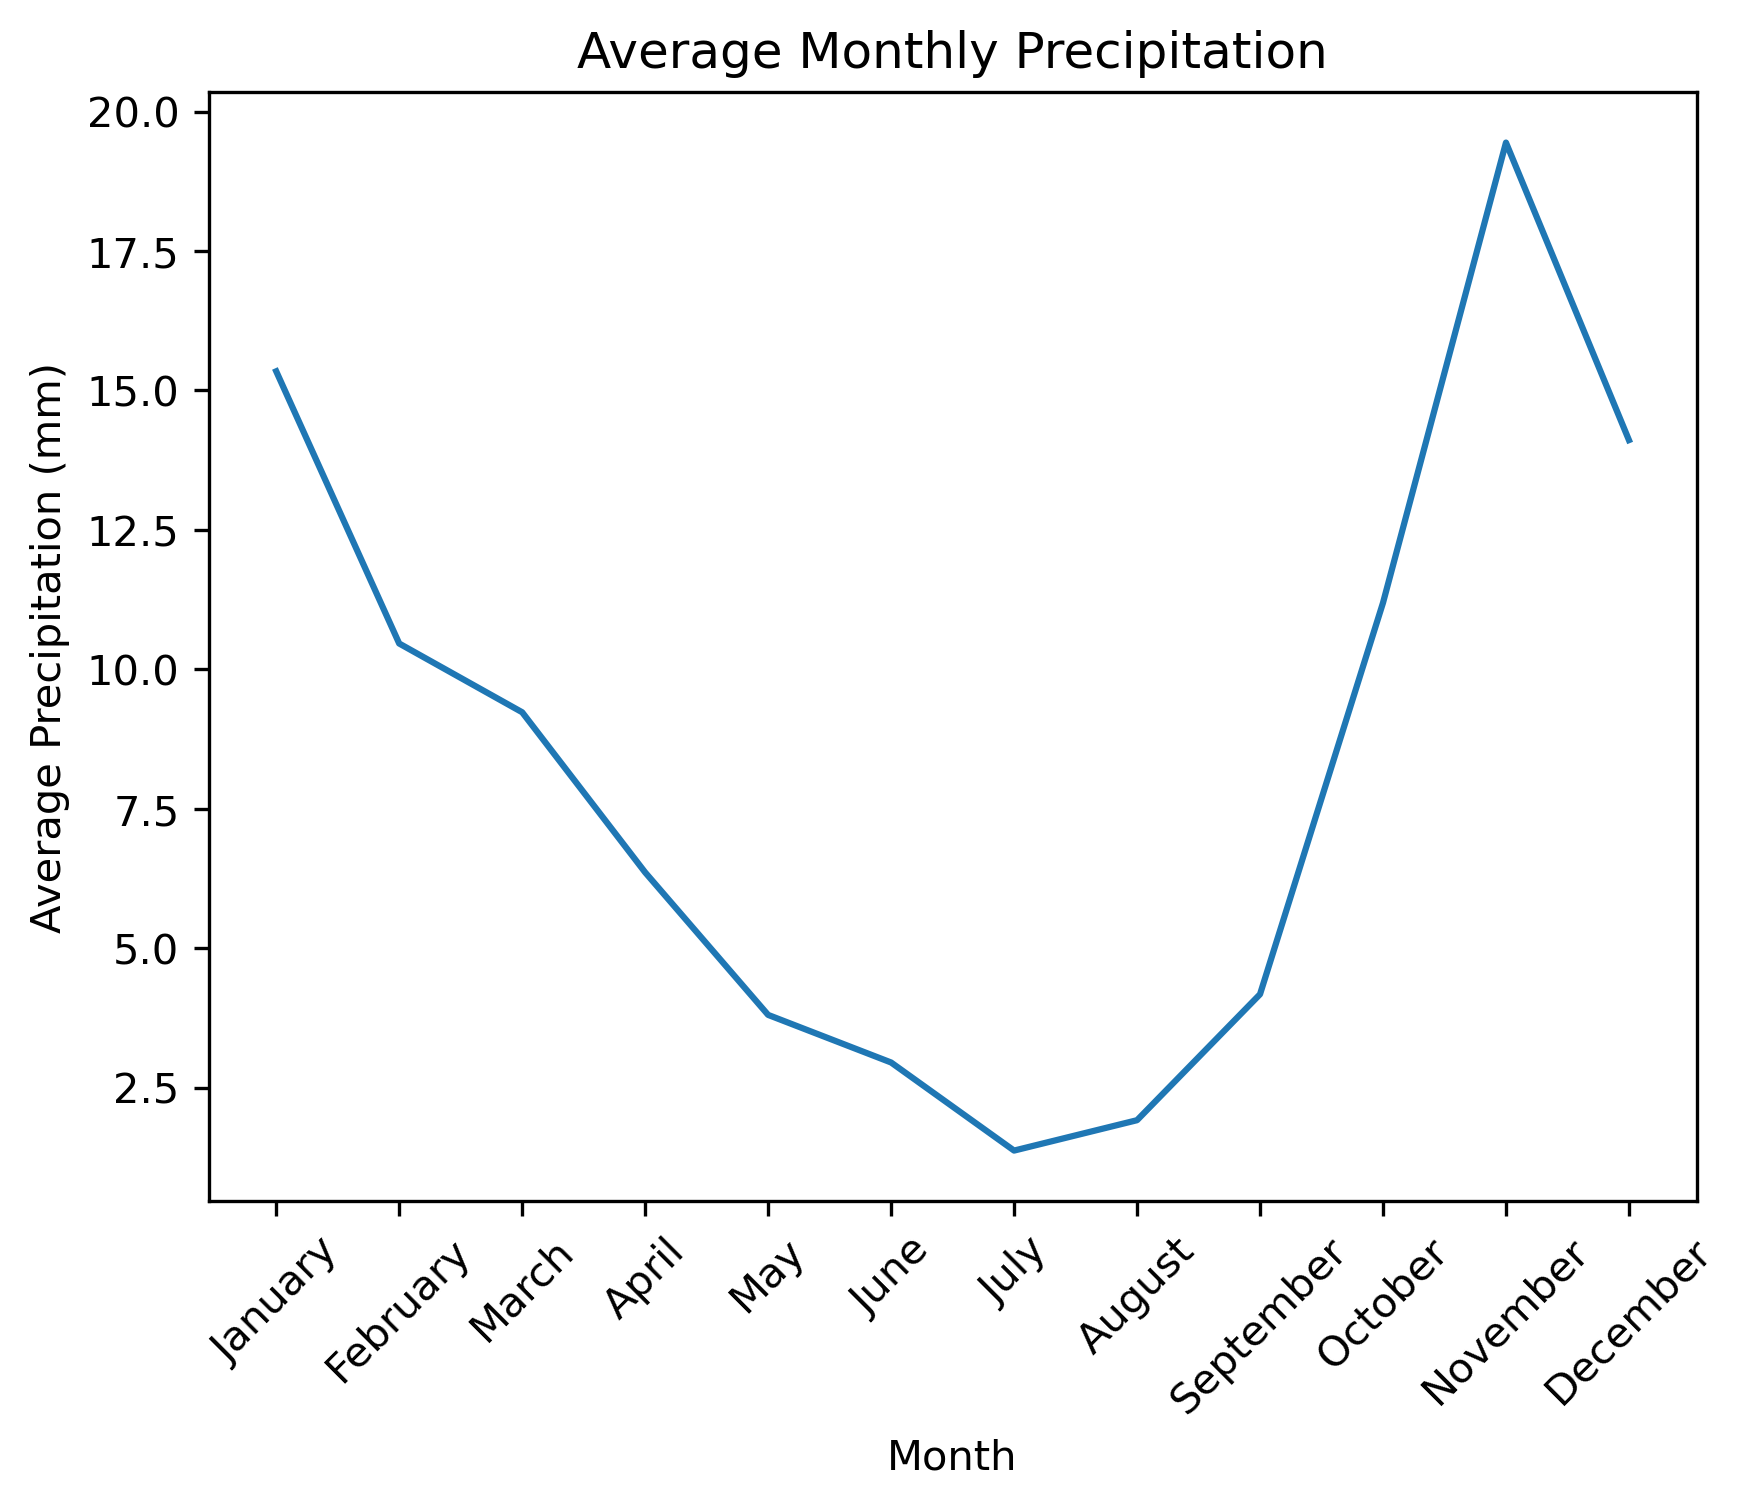 Average Monthly Precipitation
20.0
17.5
15.0
12.5
10.0
7.5
5.0
2.5
Average Precipitation (mm)
January
February
March
April
May
June
July
August
September
October
November
December
Month